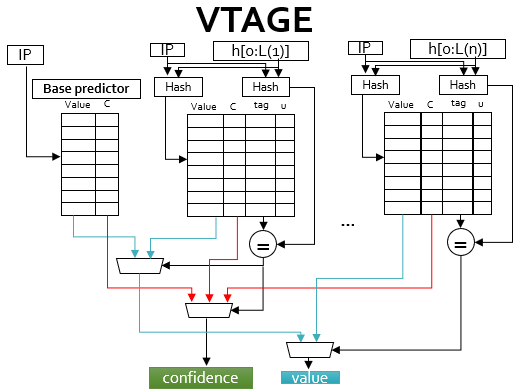 VTAGE
IP
IP
h[0:L(1)]
IP
h[0:L(n)]
Base predictor
Hash
Hash
Hash
Hash
Value C
Value C tag u
Value C tag u
...
=
=
confidence
value